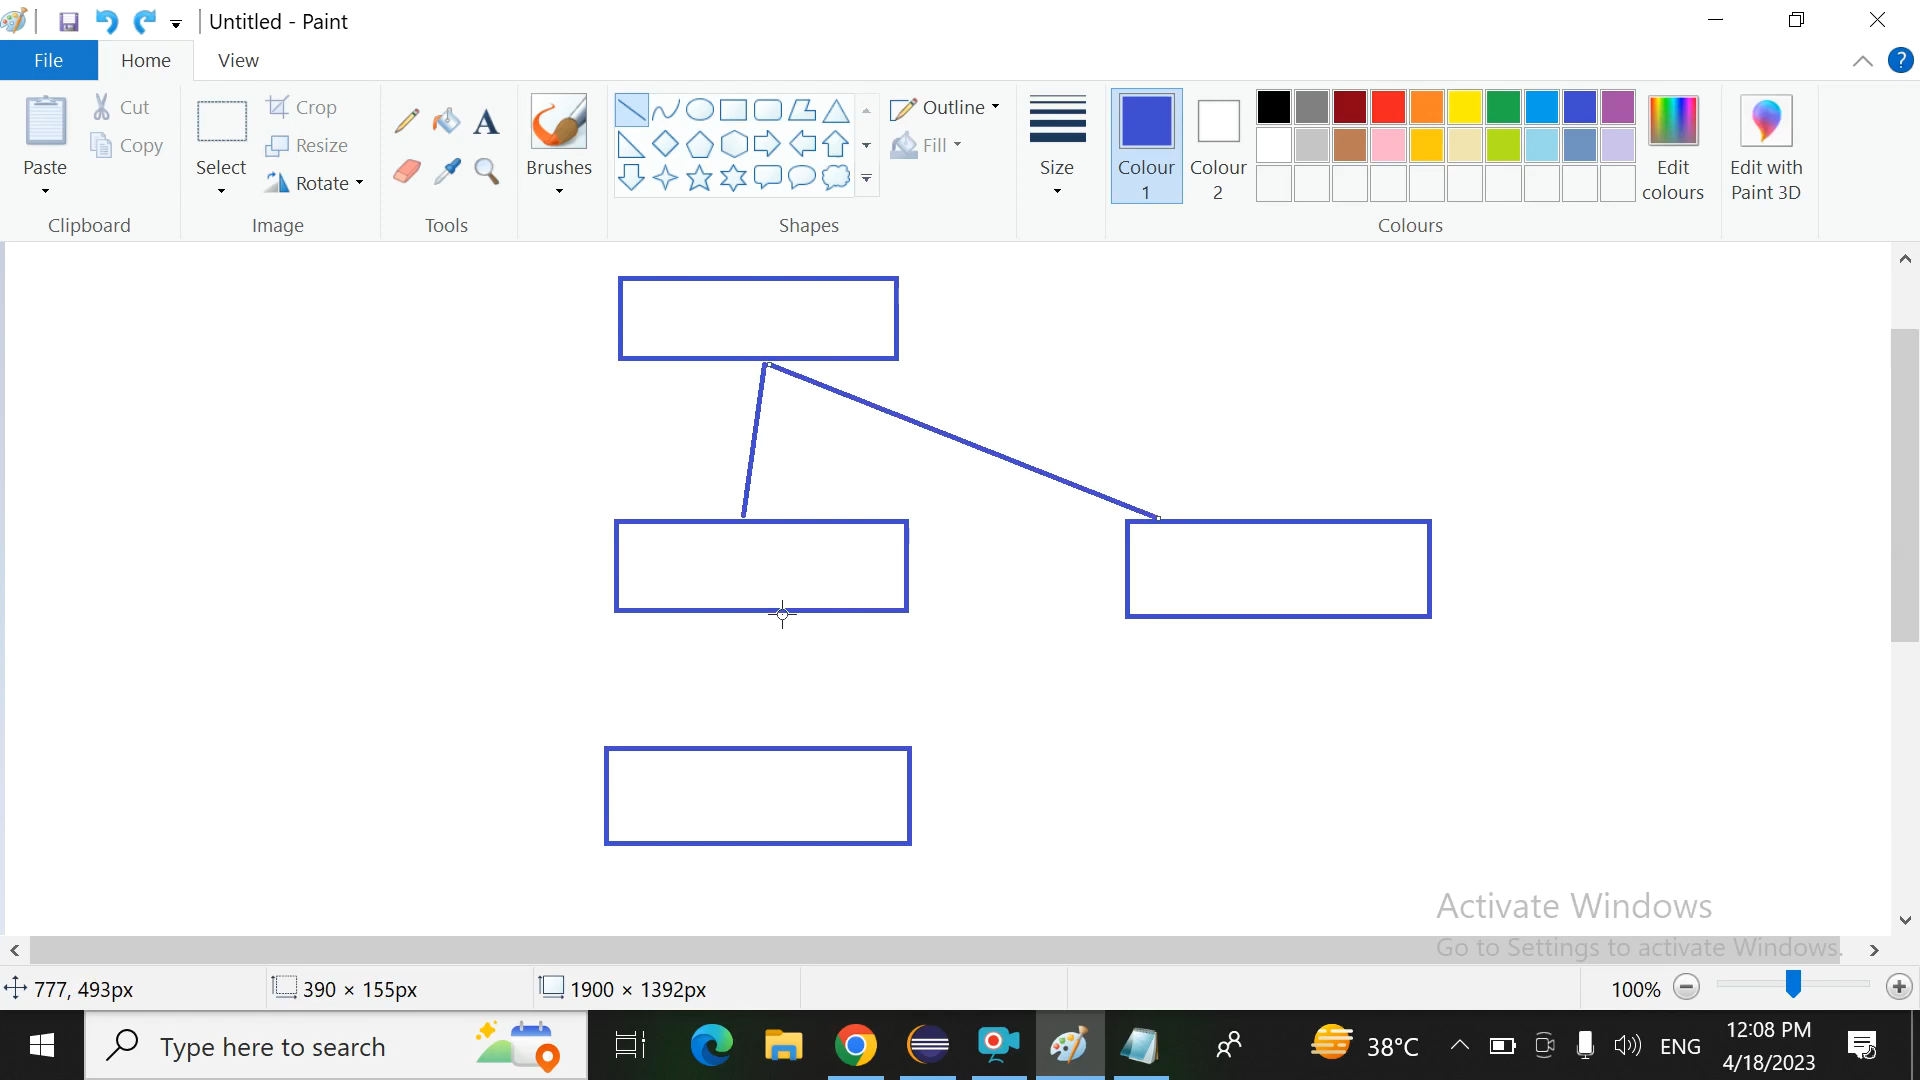 Untitled - Paint
File
Home
View
Paste
Cut
Copy
Clipboard
Select
Crop
Resize
Rotate
Image
Tools
Brushes
Shapes
Outline
Fill
Size
Colour
1
Colour
2
Edit
colours
Colours
Edit with
Paint 3D
Activate Windows
Go to Settings to activate Windows.
777, 493px
390 × 155px
1900 × 1392px
100%
Type here to search
38°C
ENG
12:08 PM
4/18/2023